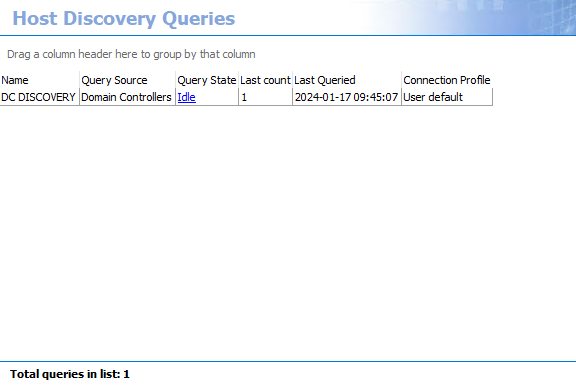 Host Discovery Queries
Drag a column header here to group by that column
Name Query Source Query State Last count Last Queried Connection Profile
DC DISCOVERY Domain Controllers Idle 1 2024-01-17 09:45:07 User default
Total queries in list: 1